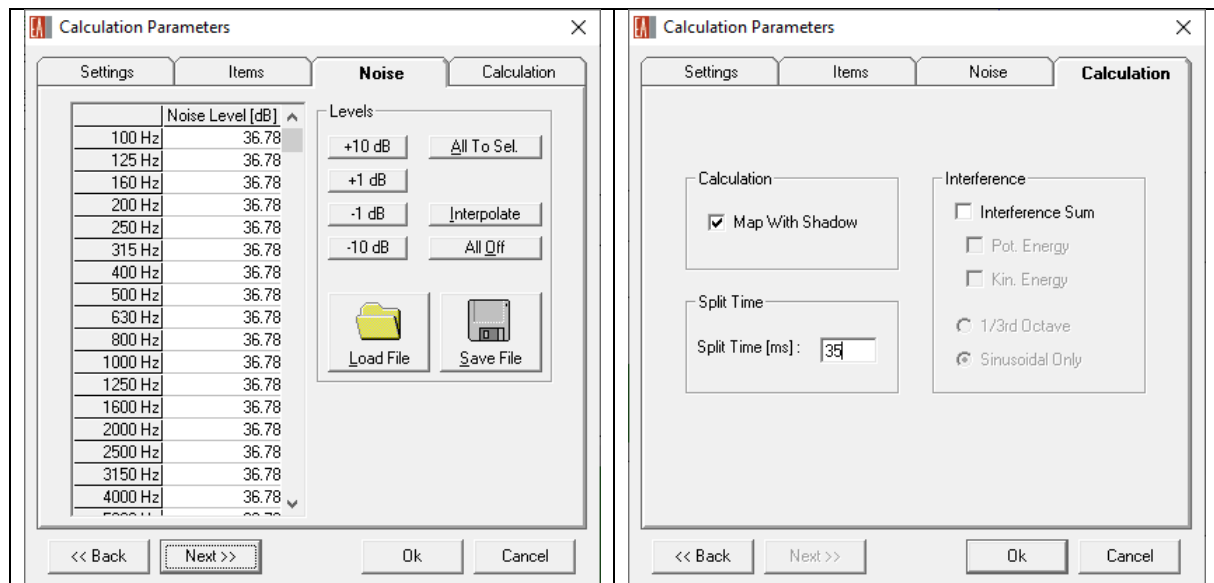 Calculation Parameters
Settings Items Noise Calculation
Noise Level [dB]
100 Hz 36.78
125 Hz 36.78
160 Hz 36.78
200 Hz 36.78
250 Hz 36.78
315 Hz 36.78
400 Hz 36.78
500 Hz 36.78
630 Hz 36.78
800 Hz 36.78
1000 Hz 36.78
1250 Hz 36.78
1600 Hz 36.78
2000 Hz 36.78
2500 Hz 36.78
3150 Hz 36.78
4000 Hz 36.78
Levels
+10 dB All To Sel.
+1 dB
-1 dB Interpolate
-10 dB All Off
Load File Save File
<< Back Next >> Ok Cancel
Calculation Parameters
Settings Items Noise Calculation
Calculation
Map With Shadow
Split Time
Split Time [ms] : 35
Interference
Interference Sum
Pot. Energy
Kin. Energy
1/3rd Octave
Sinusoidal Only
<< Back Next >> Ok Cancel